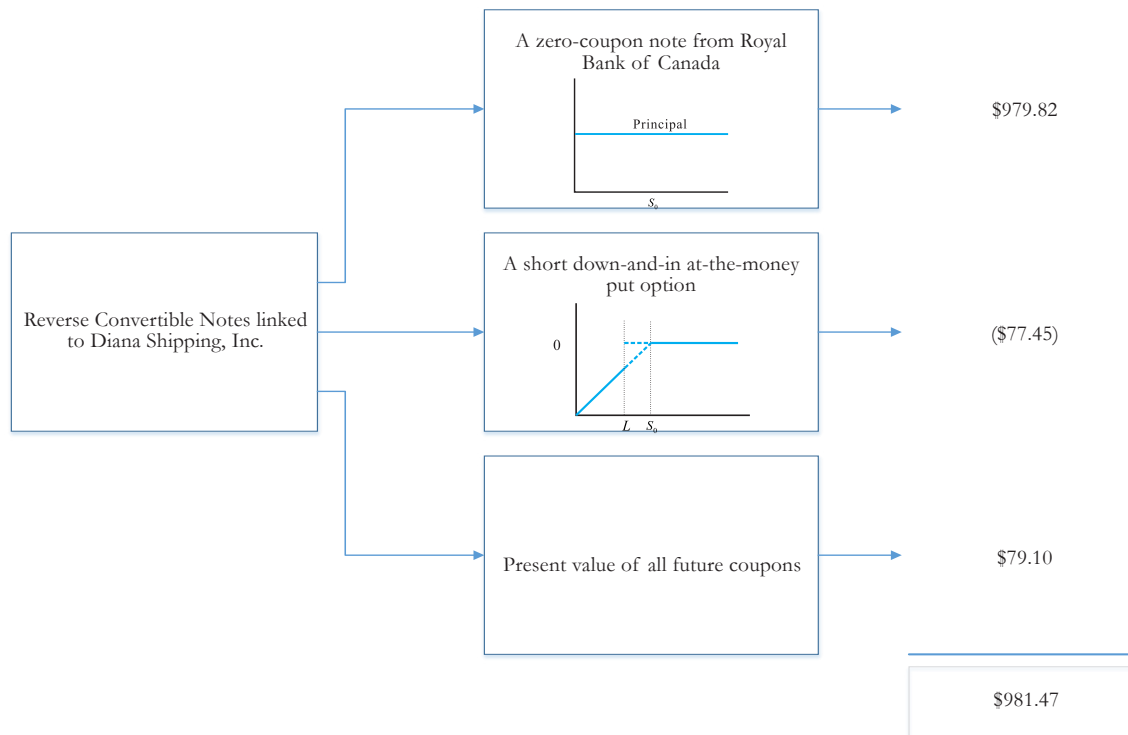 A zero-coupon note from Royal
Bank of Canada
Principal
S₀
$979.82
Reverse Convertible Notes linked
to Diana Shipping, Inc.
A short down-and-in at-the-money
put option
0
L S₀
($77.45)
Present value of all future coupons
$79.10
$981.47